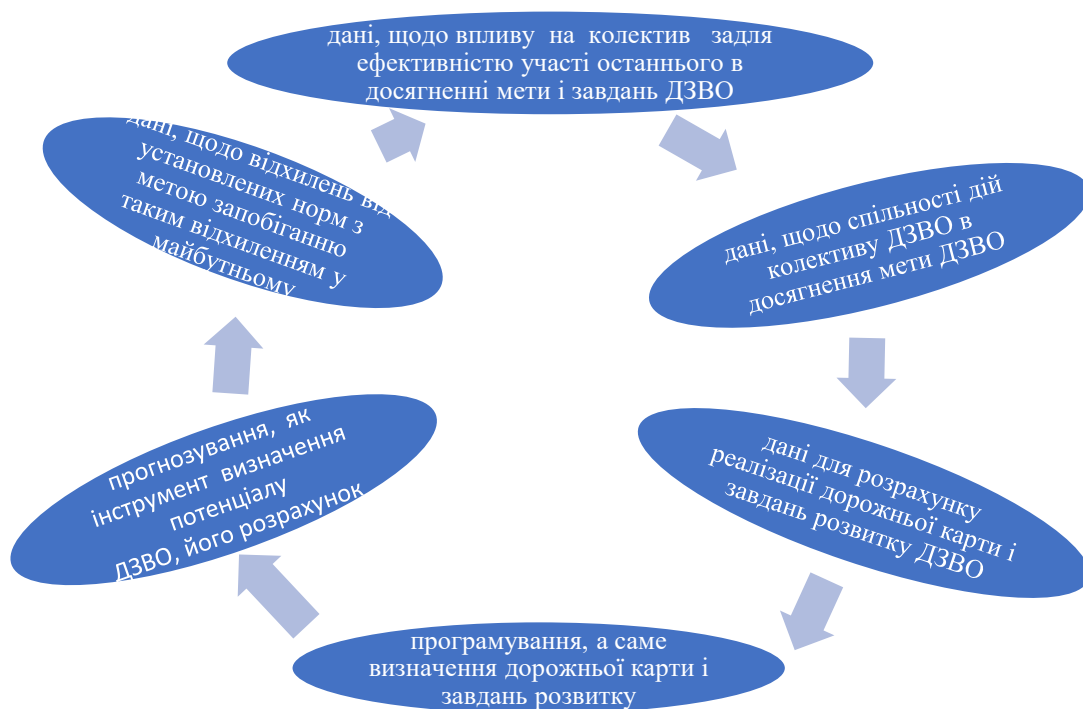 дані, щодо впливу на колектив задля
ефективністю участі останнього в
досягненні мети і завдань ДЗВО
дані, щодо спільності дій
колективу ДЗВО в
досягнення мети ДЗВО
дані для розрахунку
реалізації дорожньої карти і
завдань розвитку ДЗВО
програмування, а саме
визначення дорожньої карти і
завдань розвитку
прогнозування, як
інструмент визначення
потенціалу
ДЗВО, його розрахунок
дані, щодо відхилень від
установлених норм з
метою запобіганню
таким відхиленням у
майбутньому